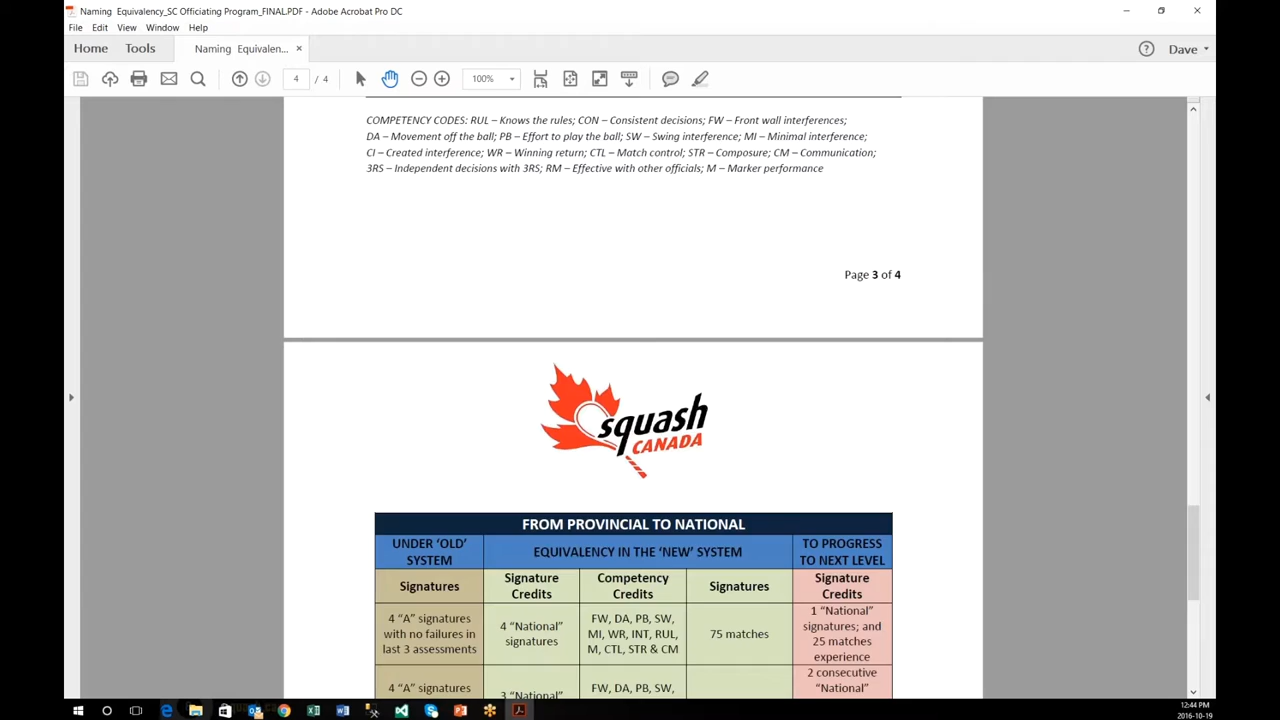 Naming Equivalency_SC Officiating Program_FINAL.PDF - Adobe Acrobat Pro DC
File Edit View Window Help
Home Tools Naming Equivalen... ×
Dave
4 / 4 100%
COMPETENCY CODES: RUL – Knows the rules; CON – Consistent decisions; FW – Front wall interferences;
DA – Movement off the ball; PB – Effort to play the ball; SW – Swing interference; MI – Minimal interference;
CI – Created interference; WR – Winning return; CTL – Match control; STR – Composure; CM – Communication;
3RS – Independent decisions with 3RS; RM – Effective with other officials; M – Marker performance
Page 3 of 4
squash
CANADA
FROM PROVINCIAL TO NATIONAL
UNDER ‘OLD’
SYSTEM
EQUIVALENCY IN THE ‘NEW’ SYSTEM
TO PROGRESS
TO NEXT LEVEL
Signatures
Signature
Credits
Competency
Credits
Signatures
Signature
Credits
4 “A” signatures
with no failures in
last 3 assessments
4 “National”
signatures
FW, DA, PB, SW,
MI, WR, INT, RUL,
M, CTL, STR & CM
75 matches
1 “National”
signatures; and
25 matches
experience
4 “A” signatures
3 “National”
FW, DA, PB, SW,
2 consecutive
“National”
12:44 PM
2016-10-19